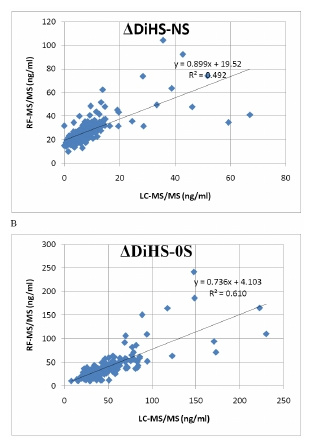 ΔDiHS-NS
120
100
80
60
40
20
0
RF-MS/MS (ng/ml)
y = 0.899x + 19.52
R² = 0.492
0 20 40 60 80
LC-MS/MS (ng/ml)
B
ΔDiHS-0S
300
250
200
150
100
50
0
RF-MS/MS (ng/ml)
y = 0.736x + 4.103
R² = 0.610
0 50 100 150 200 250
LC-MS/MS (ng/ml)